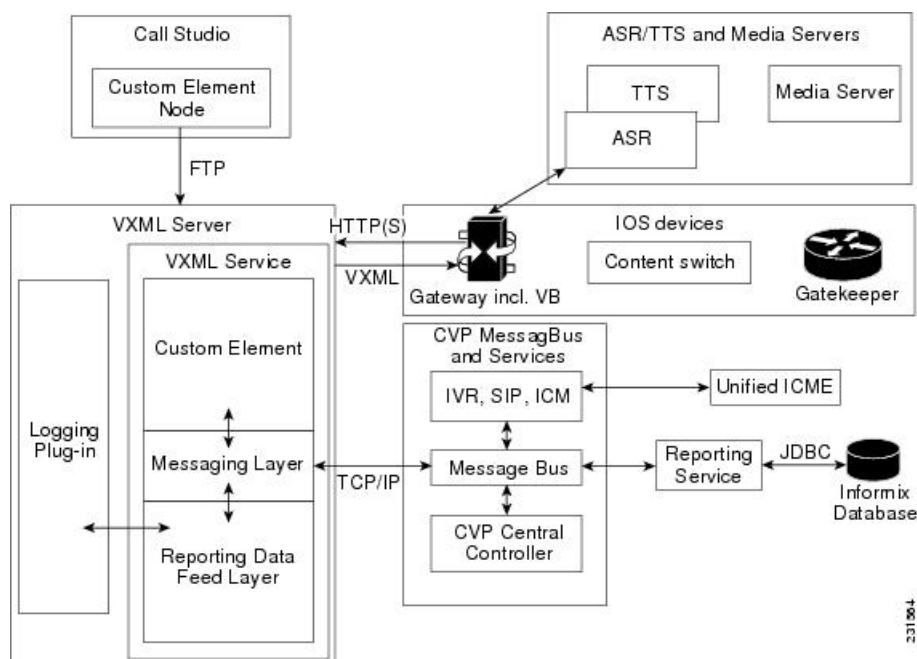 Call Studio
Custom Element
Node
FTP
ASR/TTS and Media Servers
TTS
ASR
Media Server
VXML Server
VXML Service
Custom Element
Messaging Layer
Reporting Data
Feed Layer
Logging
Plug-in
HTTP(S)
VXML
TCP/IP
IOS devices
Gateway incl. VB
Content switch
Gatekeeper
CVP MessagBus
and Services
IVR, SIP, ICM
Message Bus
CVP Central
Controller
Unified ICME
Reporting
Service
JDBC
Informix
Database
231564